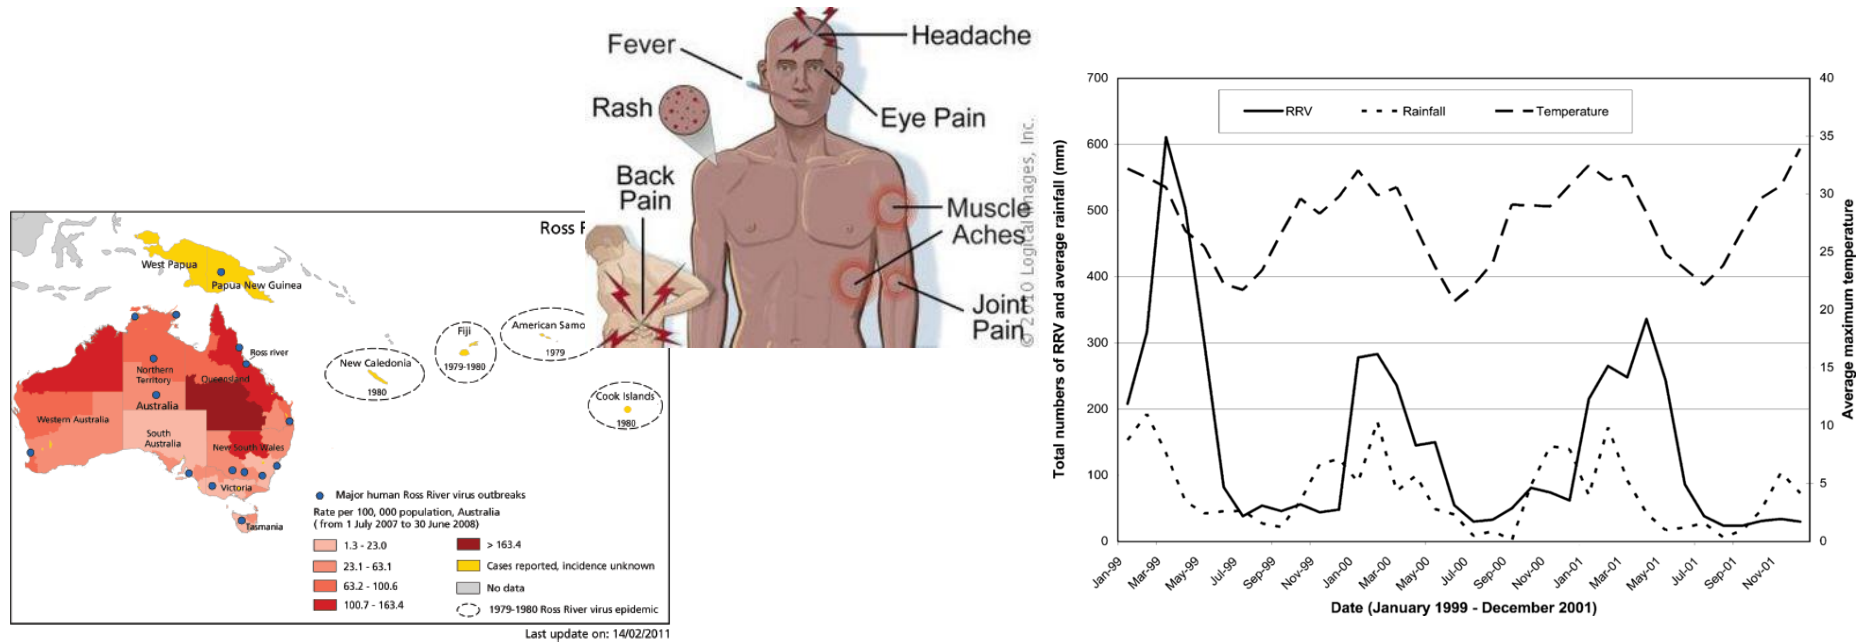 Ross
West Papua
Papua New Guinea
Fiji
1979-1980
American Samo
1979
New Caledonia
1980
Cook Islands
1980
Ross river
Northern
Territory
Queensland
Australia
Western Australia
South
Australia
New South Wales
Victoria
Tasmania
Major human Ross River virus outbreaks
Rate per 100, 000 population, Australia
( from 1 July 2007 to 30 June 2008)
1.3 - 23.0
23.1 - 63.1
63.2 - 100.6
100.7 - 163.4
> 163.4
Cases reported, incidence unknown
No data
1979-1980 Ross River virus epidemic
Last update on: 14/02/2011
Fever
Headache
Rash
Eye Pain
Back
Pain
Muscle
Aches
Joint
Pain
© 2010 Logical Images, Inc.
RRV
Rainfall
Temperature
Total numbers of RRV and average rainfall (mm)
700
600
500
400
300
200
100
0
40
35
30
25
20
15
10
5
0
Average maximum temperature
Jan-99
Mar-99
May-99
Jul-99
Sep-99
Nov-99
Jan-00
Mar-00
May-00
Jul-00
Sep-00
Nov-00
Jan-01
Mar-01
May-01
Jul-01
Sep-01
Nov-01
Date (January 1999 - December 2001)